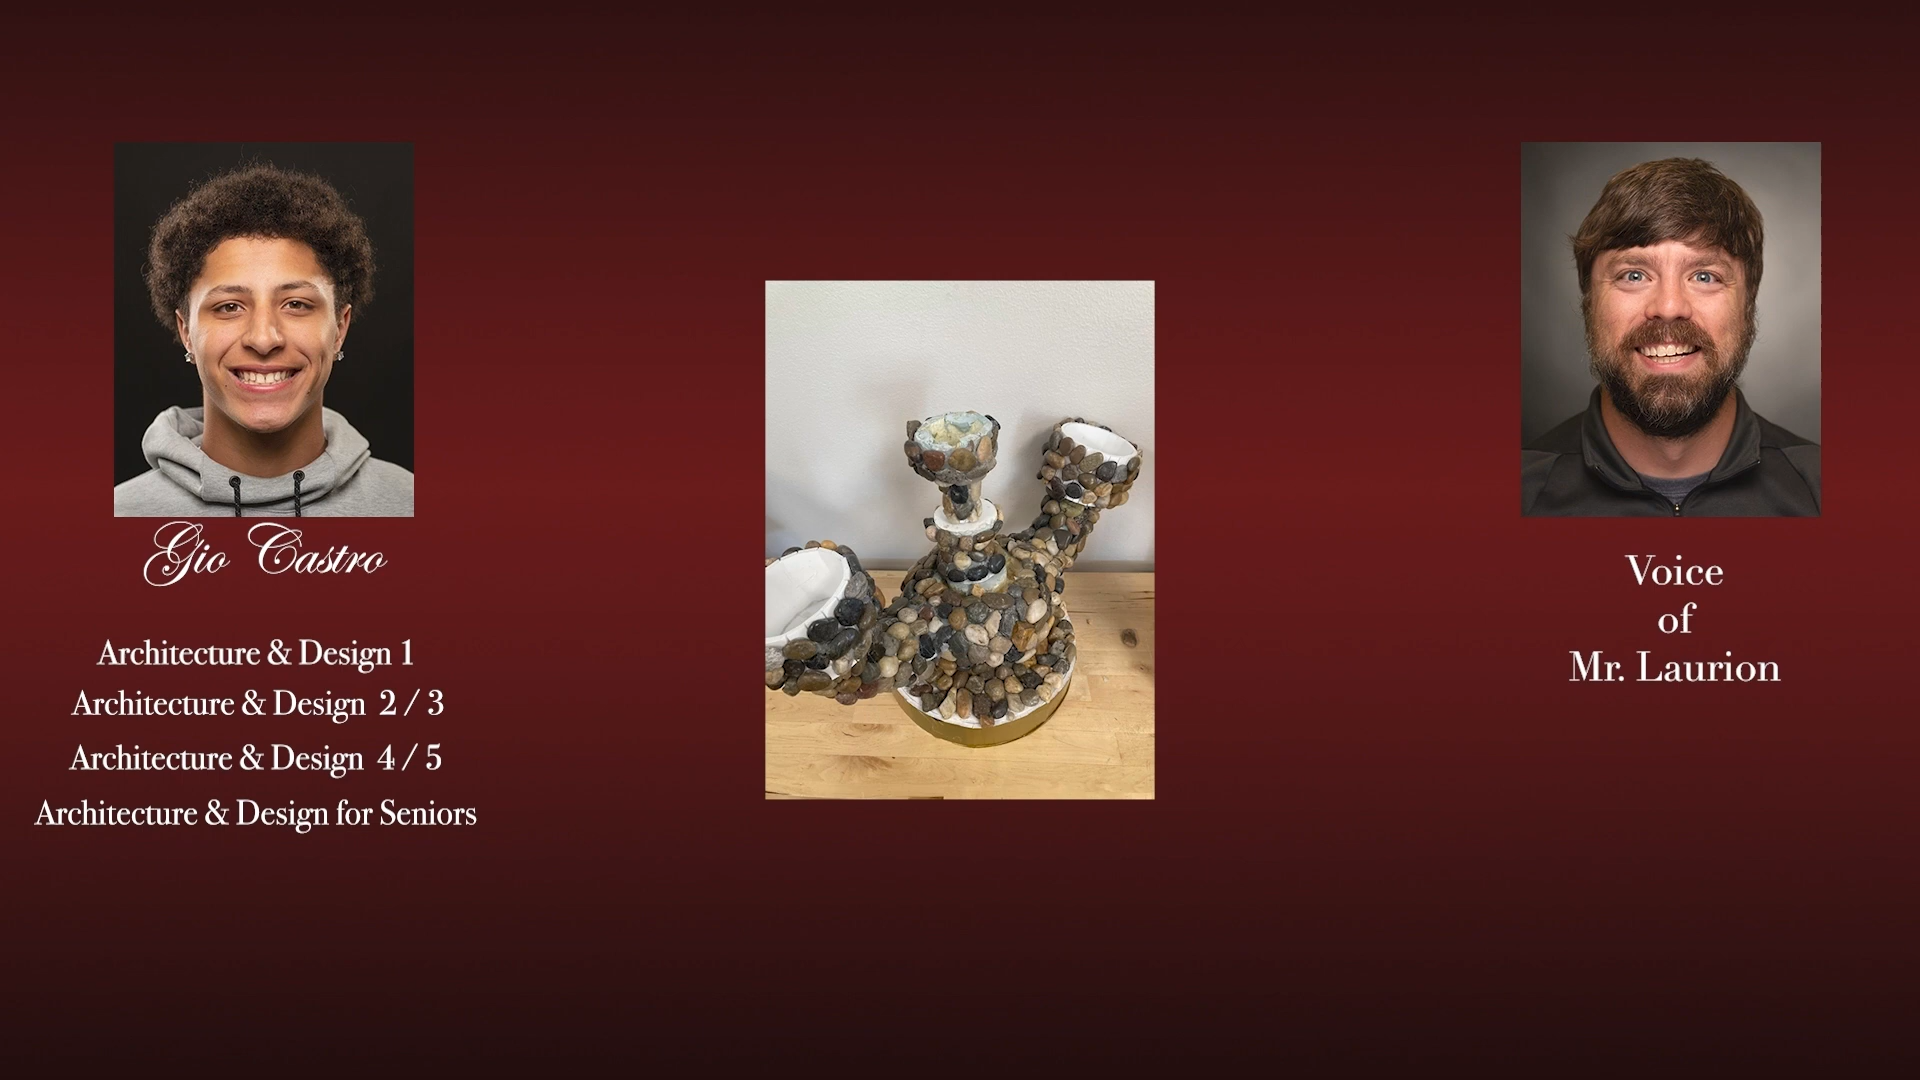 Gio Castro
Architecture & Design 1
Architecture & Design 2 / 3
Architecture & Design 4 / 5
Architecture & Design for Seniors
Voice
of
Mr. Laurion